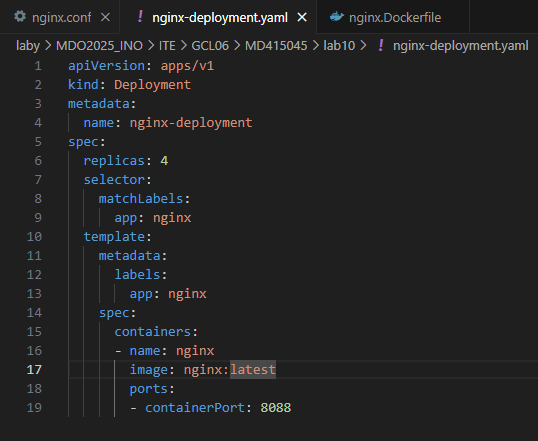 nginx.conf ! nginx-deployment.yaml × nginx.Dockerfile
laby > MDO2025_INO > ITE > GCL06 > MD415045 > lab10 > ! nginx-deployment.yaml
1 apiVersion: apps/v1
2 kind: Deployment
3 metadata:
4   name: nginx-deployment
5 spec:
6   replicas: 4
7   selector:
8     matchLabels:
9       app: nginx
10   template:
11     metadata:
12       labels:
13         app: nginx
14     spec:
15       containers:
16       - name: nginx
17         image: nginx:latest
18         ports:
19         - containerPort: 8088